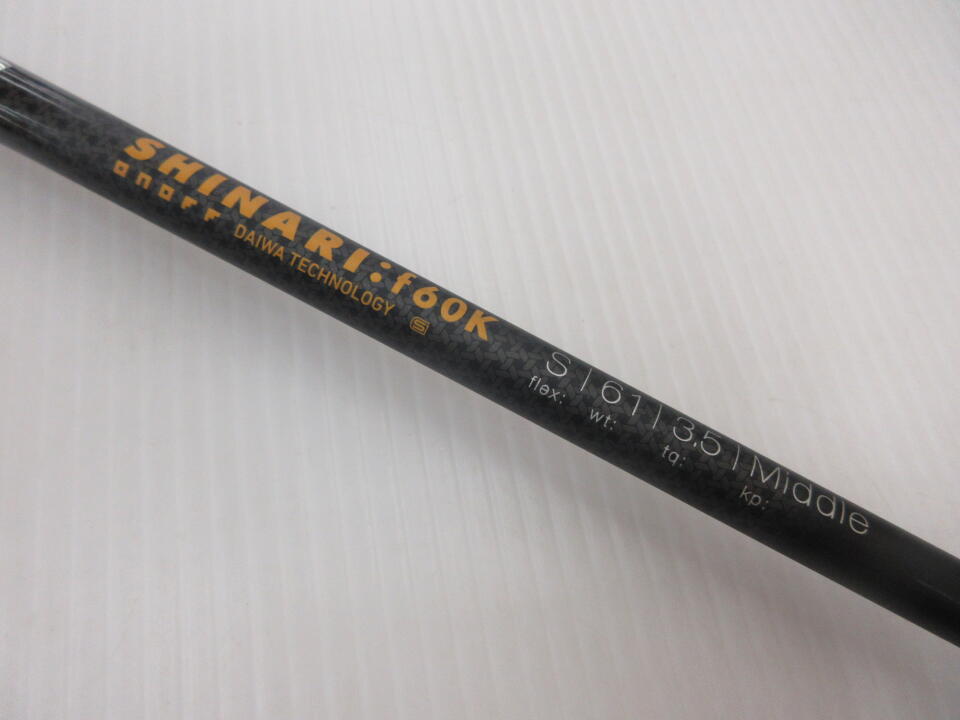 SHINARI:f60K
onoff DAIWA TECHNOLOGY S
S | 61 | 3.5 | Middle
flex: wt: tq: kp: